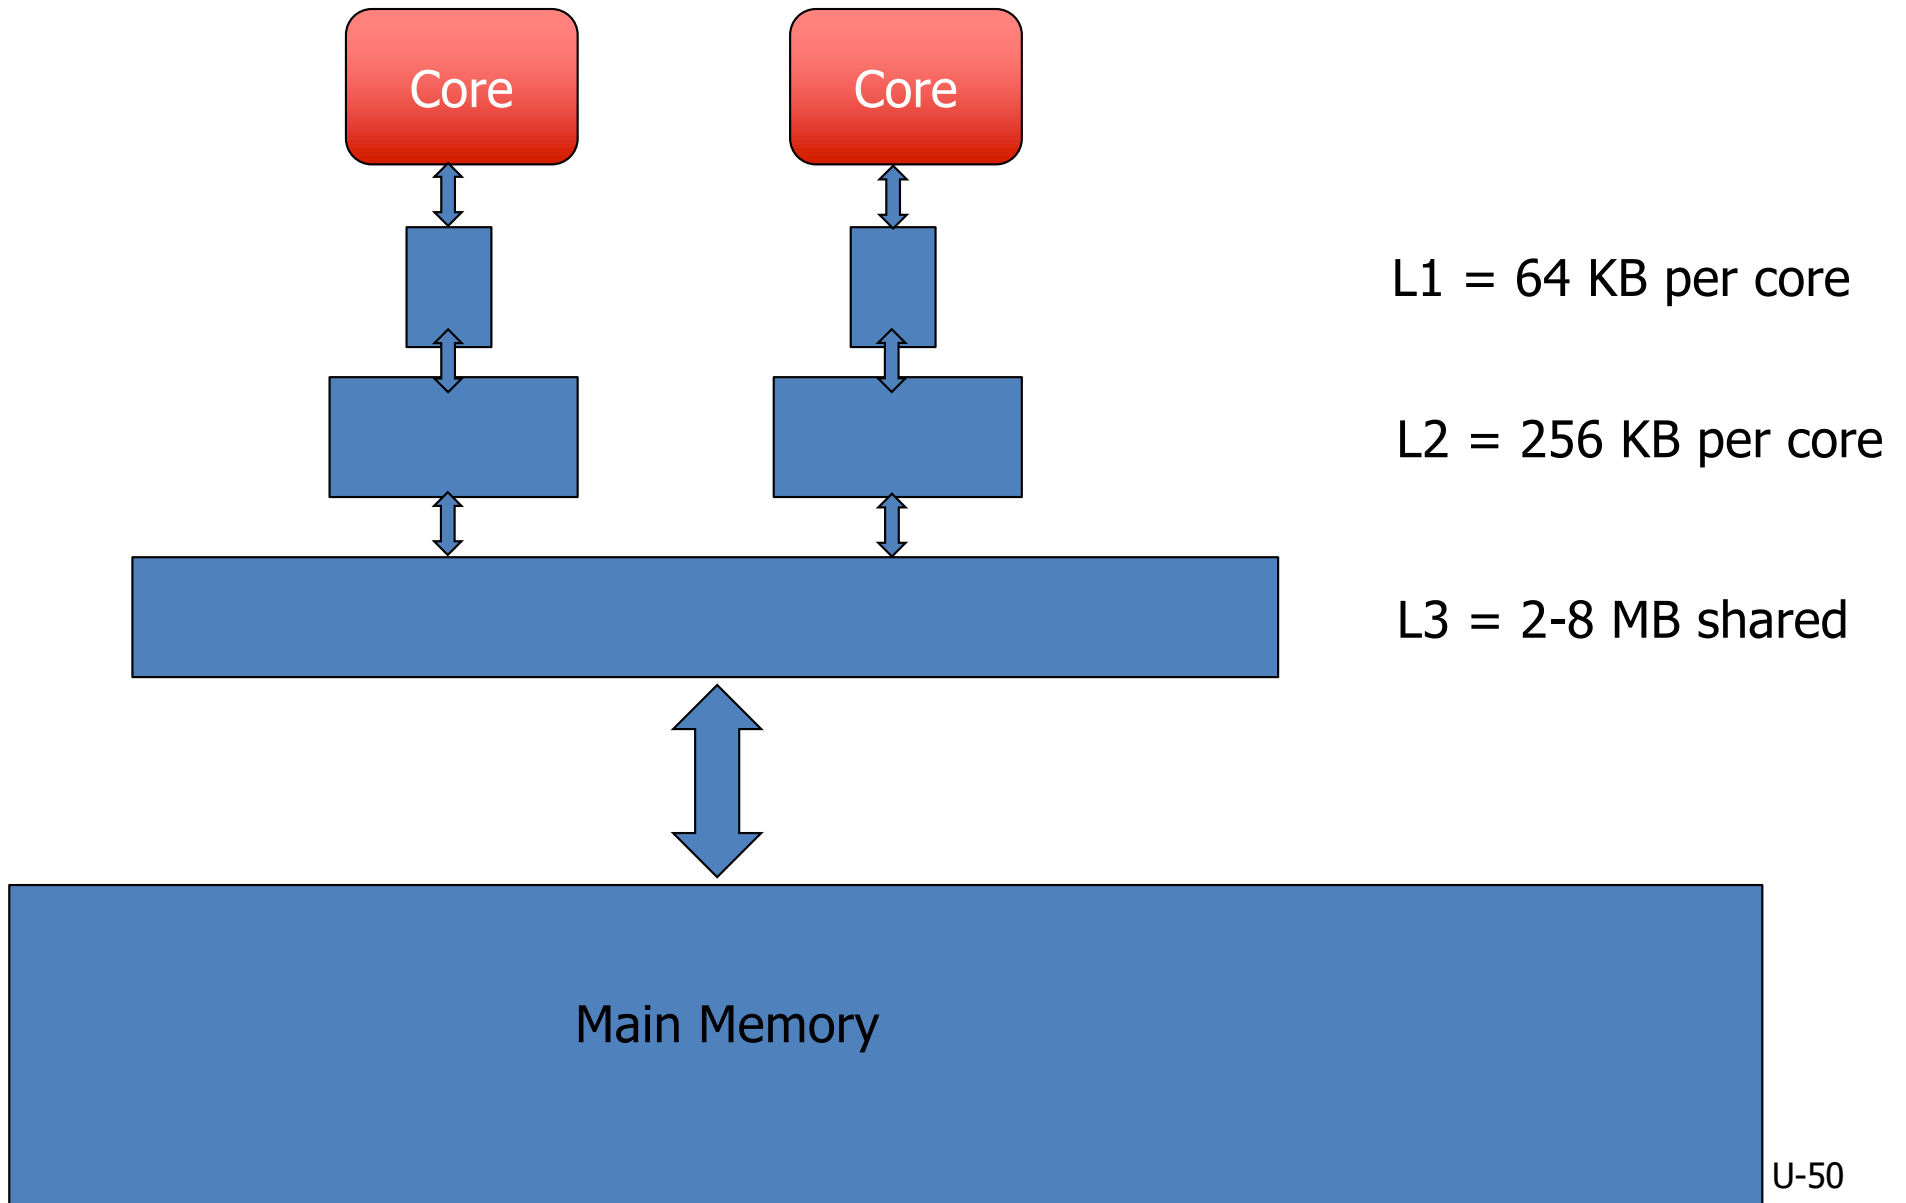 Core
Core
L1 = 64 KB per core
L2 = 256 KB per core
L3 = 2-8 MB shared
Main Memory
U-50